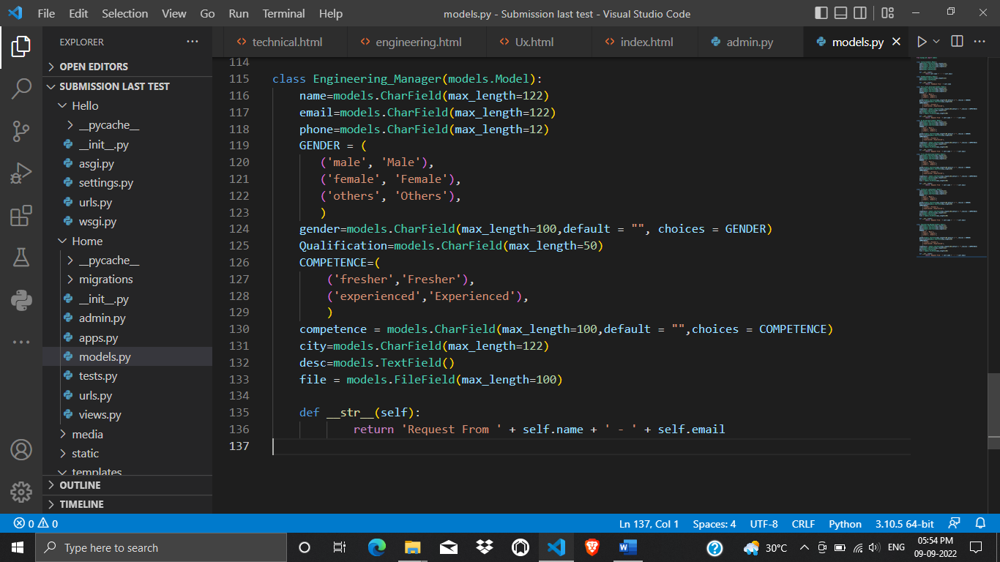 File Edit Selection View Go Run Terminal Help
models.py - Submission last test - Visual Studio Code
EXPLORER
technical.html
engineering.html
Ux.html
index.html
admin.py
models.py
OPEN EDITORS
SUBMISSION LAST TEST
Hello
__pycache__
__init__.py
asgi.py
settings.py
urls.py
wsgi.py
Home
__pycache__
migrations
__init__.py
admin.py
apps.py
models.py
tests.py
urls.py
views.py
media
static
templates
OUTLINE
TIMELINE
114
115 class Engineering_Manager(models.Model):
116     name=models.CharField(max_length=122)
117     email=models.CharField(max_length=122)
118     phone=models.CharField(max_length=12)
119     GENDER = (
120        ('male', 'Male'),
121        ('female', 'Female'),
122        ('others', 'Others'),
123        )
124     gender=models.CharField(max_length=100,default = "", choices = GENDER)
125     Qualification=models.CharField(max_length=50)
126     COMPETENCE=(
127         ('fresher','Fresher'),
128         ('experienced','Experienced'),
129         )
130     competence = models.CharField(max_length=100,default = "",choices = COMPETENCE)
131     city=models.CharField(max_length=122)
132     desc=models.TextField()
133     file = models.FileField(max_length=100)
134
135     def __str__(self):
136             return 'Request From ' + self.name + ' - ' + self.email
137
0 0
Ln 137, Col 1 Spaces: 4 UTF-8 CRLF Python 3.10.5 64-bit
Type here to search
30°C
ENG
05:54 PM
09-09-2022